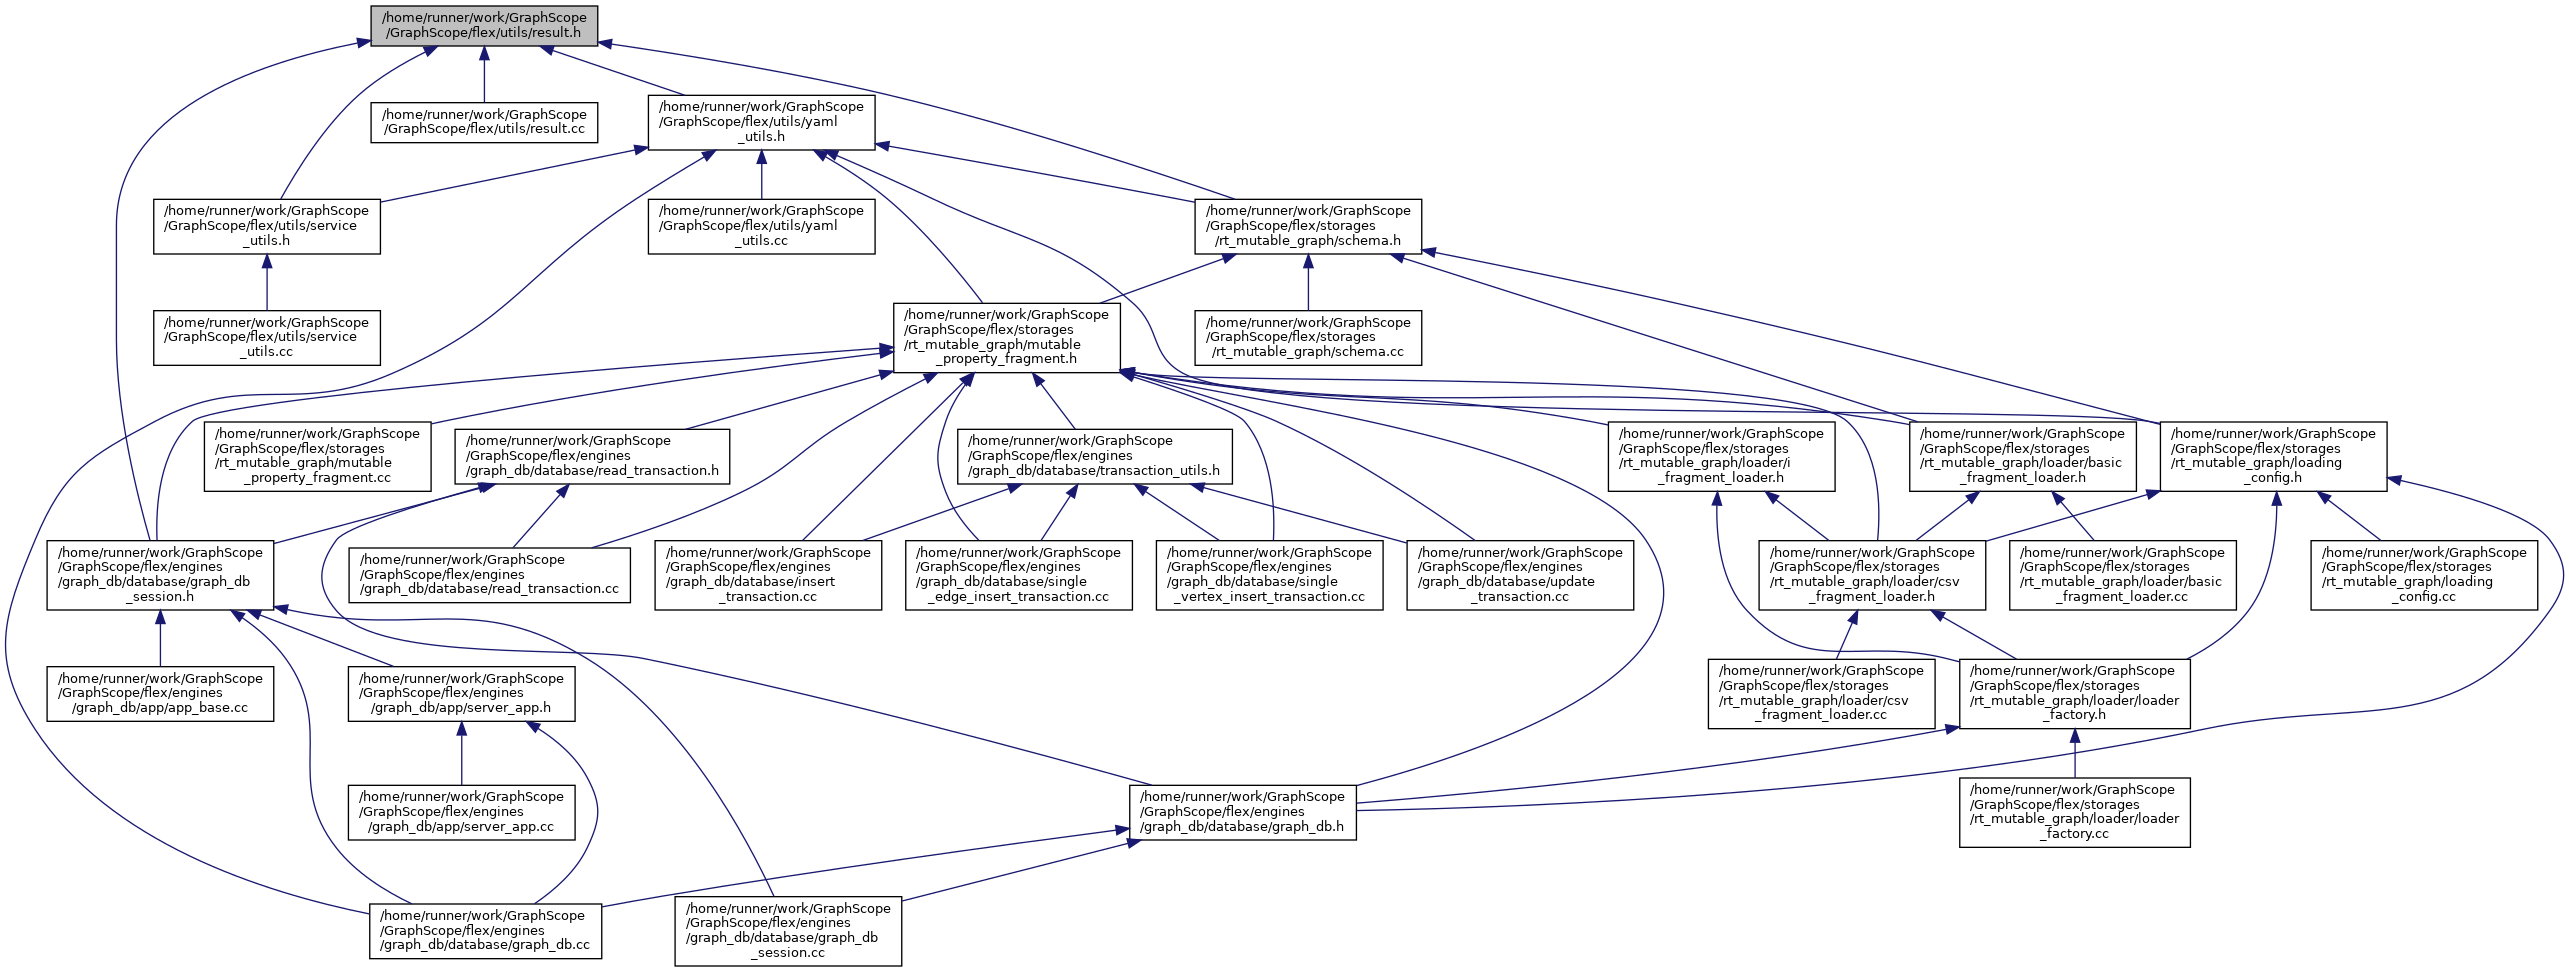 /home/runner/work/GraphScope
/GraphScope/flex/utils/result.h
/home/runner/work/GraphScope
/GraphScope/flex/utils/result.cc
/home/runner/work/GraphScope
/GraphScope/flex/utils/yaml
_utils.h
/home/runner/work/GraphScope
/GraphScope/flex/utils/service
_utils.h
/home/runner/work/GraphScope
/GraphScope/flex/utils/yaml
_utils.cc
/home/runner/work/GraphScope
/GraphScope/flex/storages
/rt_mutable_graph/schema.h
/home/runner/work/GraphScope
/GraphScope/flex/utils/service
_utils.cc
/home/runner/work/GraphScope
/GraphScope/flex/storages
/rt_mutable_graph/mutable
_property_fragment.h
/home/runner/work/GraphScope
/GraphScope/flex/storages
/rt_mutable_graph/schema.cc
/home/runner/work/GraphScope
/GraphScope/flex/storages
/rt_mutable_graph/mutable
_property_fragment.cc
/home/runner/work/GraphScope
/GraphScope/flex/engines
/graph_db/database/read_transaction.h
/home/runner/work/GraphScope
/GraphScope/flex/engines
/graph_db/database/transaction_utils.h
/home/runner/work/GraphScope
/GraphScope/flex/storages
/rt_mutable_graph/loader/i
_fragment_loader.h
/home/runner/work/GraphScope
/GraphScope/flex/storages
/rt_mutable_graph/loader/basic
_fragment_loader.h
/home/runner/work/GraphScope
/GraphScope/flex/storages
/rt_mutable_graph/loading
_config.h
/home/runner/work/GraphScope
/GraphScope/flex/engines
/graph_db/database/graph_db
_session.h
/home/runner/work/GraphScope
/GraphScope/flex/engines
/graph_db/database/read_transaction.cc
/home/runner/work/GraphScope
/GraphScope/flex/engines
/graph_db/database/insert
_transaction.cc
/home/runner/work/GraphScope
/GraphScope/flex/engines
/graph_db/database/single
_edge_insert_transaction.cc
/home/runner/work/GraphScope
/GraphScope/flex/engines
/graph_db/database/single
_vertex_insert_transaction.cc
/home/runner/work/GraphScope
/GraphScope/flex/engines
/graph_db/database/update
_transaction.cc
/home/runner/work/GraphScope
/GraphScope/flex/storages
/rt_mutable_graph/loader/csv
_fragment_loader.h
/home/runner/work/GraphScope
/GraphScope/flex/storages
/rt_mutable_graph/loader/basic
_fragment_loader.cc
/home/runner/work/GraphScope
/GraphScope/flex/storages
/rt_mutable_graph/loading
_config.cc
/home/runner/work/GraphScope
/GraphScope/flex/engines
/graph_db/app/app_base.cc
/home/runner/work/GraphScope
/GraphScope/flex/engines
/graph_db/app/server_app.h
/home/runner/work/GraphScope
/GraphScope/flex/storages
/rt_mutable_graph/loader/csv
_fragment_loader.cc
/home/runner/work/GraphScope
/GraphScope/flex/storages
/rt_mutable_graph/loader/loader
_factory.h
/home/runner/work/GraphScope
/GraphScope/flex/engines
/graph_db/app/server_app.cc
/home/runner/work/GraphScope
/GraphScope/flex/engines
/graph_db/database/graph_db.h
/home/runner/work/GraphScope
/GraphScope/flex/storages
/rt_mutable_graph/loader/loader
_factory.cc
/home/runner/work/GraphScope
/GraphScope/flex/engines
/graph_db/database/graph_db.cc
/home/runner/work/GraphScope
/GraphScope/flex/engines
/graph_db/database/graph_db
_session.cc